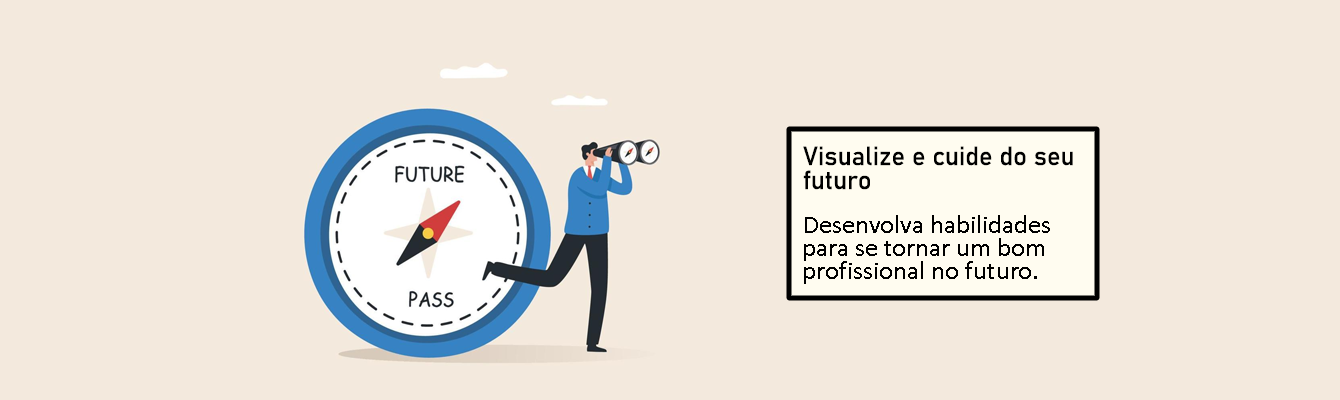 FUTURE
PASS
Visualize e cuide do seu
futuro
Desenvolva habilidades
para se tornar um bom
profissional no futuro.